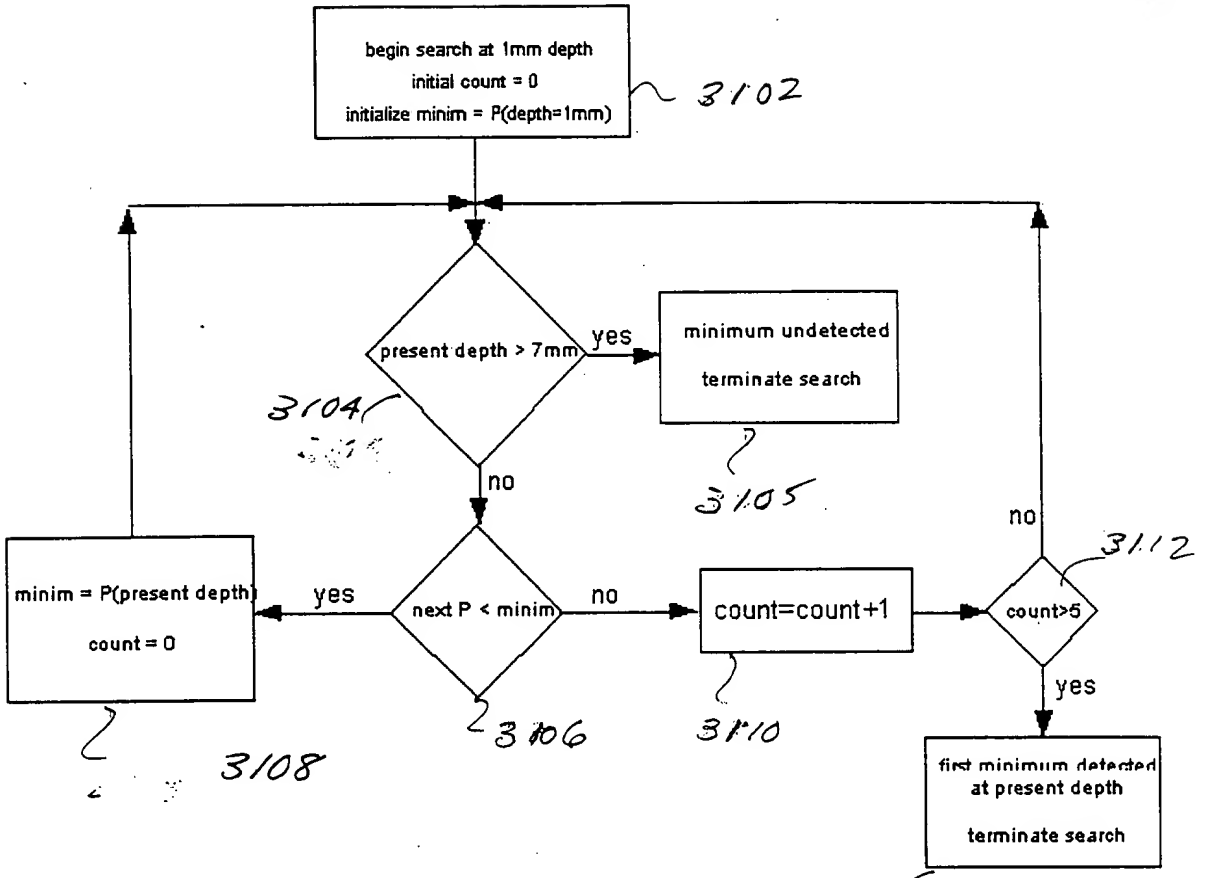 begin search at 1mm depth
initial count = 0
initialize minim = P(depth=1mm)
3102
present depth > 7mm
yes
minimum undetected
terminate search
3104
3105
no
no
3112
minim = P(present depth)
count = 0
yes
next P < minim
no
count=count+1
count>5
yes
3106
3110
3108
first minimum detected
at present depth
terminate search